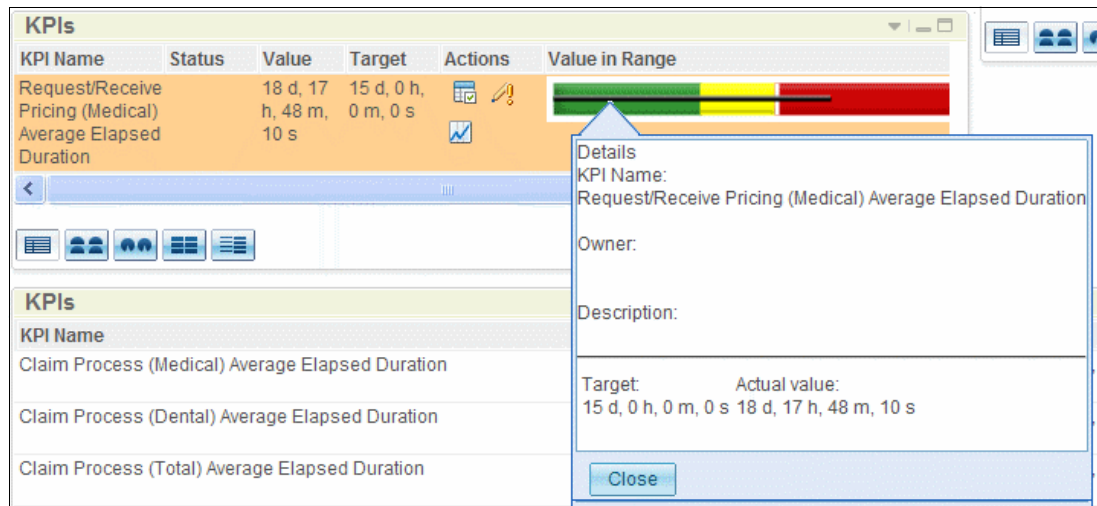 KPIs
KPI Name Status Value Target Actions Value in Range
Request/Receive 18 d, 17 15 d, 0 h,
Pricing (Medical) h, 48 m, 0 m, 0 s
Average Elapsed 10 s
Duration
Details
KPI Name:
Request/Receive Pricing (Medical) Average Elapsed Duration
Owner:
Description:
Target: Actual value:
15 d, 0 h, 0 m, 0 s 18 d, 17 h, 48 m, 10 s
Close
KPIs
KPI Name
Claim Process (Medical) Average Elapsed Duration
Claim Process (Dental) Average Elapsed Duration
Claim Process (Total) Average Elapsed Duration